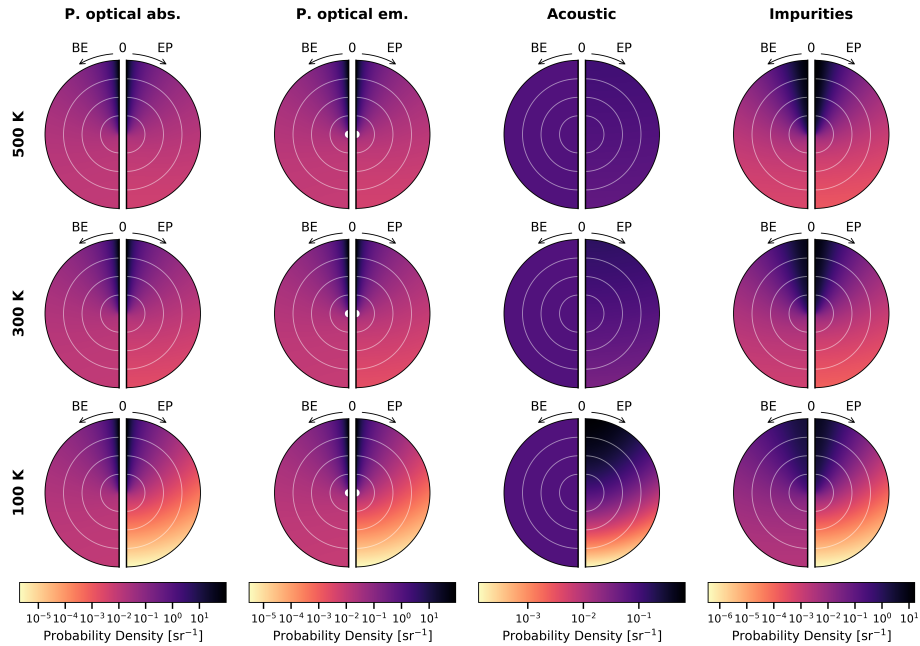 P. optical abs. P. optical em. Acoustic Impurities
BE 0 EP BE 0 EP BE 0 EP BE 0 EP
500 K
BE 0 EP BE 0 EP BE 0 EP BE 0 EP
300 K
BE 0 EP BE 0 EP BE 0 EP BE 0 EP
100 K
10⁻⁵ 10⁻⁴ 10⁻³ 10⁻² 10⁻¹ 10⁰ 10¹ 10⁻⁵ 10⁻⁴ 10⁻³ 10⁻² 10⁻¹ 10⁰ 10¹ 10⁻³ 10⁻² 10⁻¹ 10⁻⁶ 10⁻⁵ 10⁻⁴ 10⁻³ 10⁻² 10⁻¹ 10⁰ 10¹
Probability Density [sr⁻¹] Probability Density [sr⁻¹] Probability Density [sr⁻¹] Probability Density [sr⁻¹]